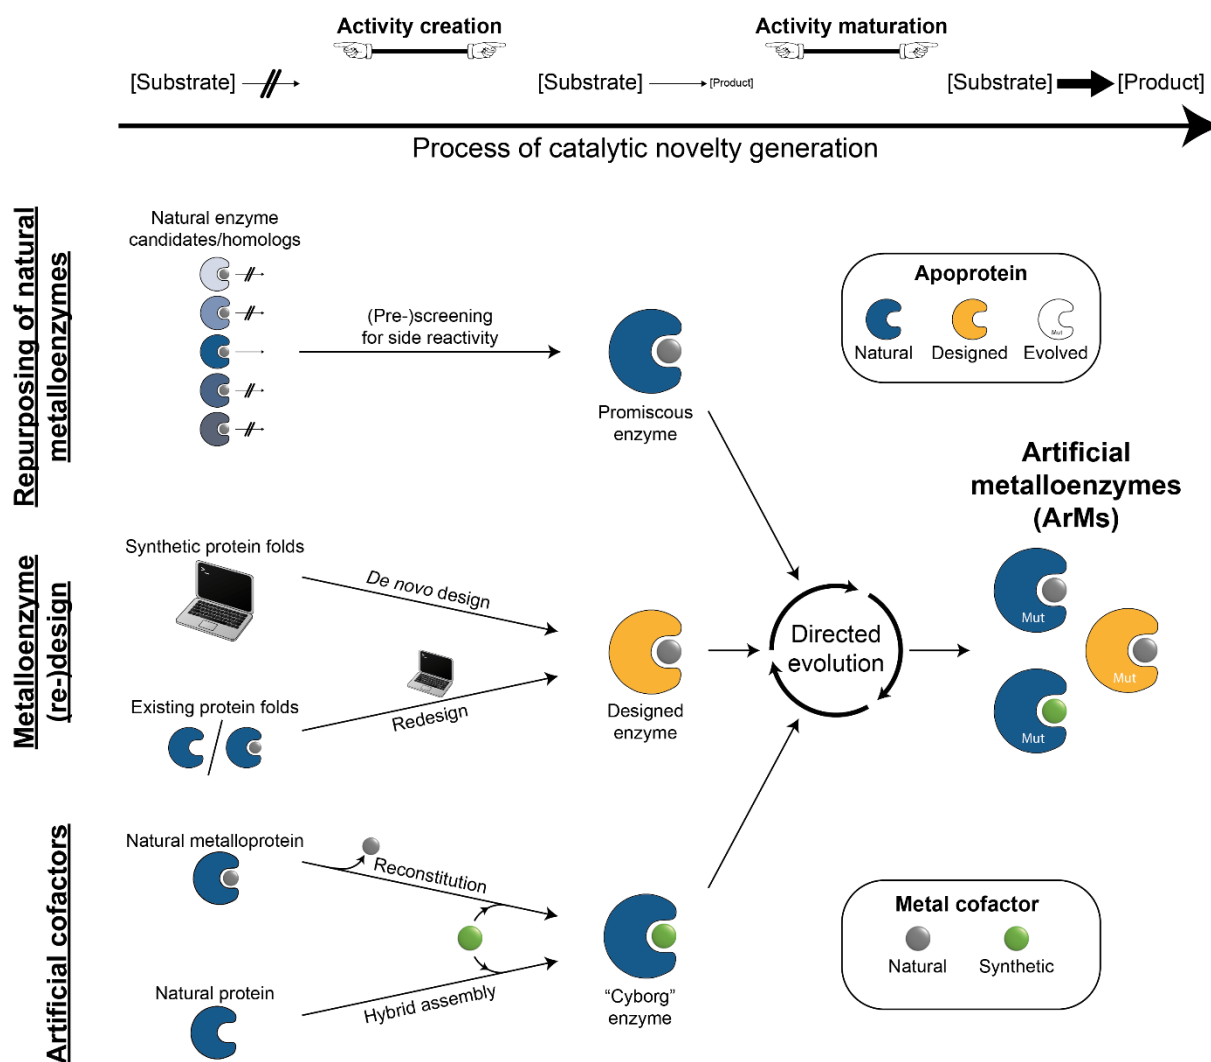 Activity creation
Activity maturation
[Substrate]
[Substrate]
[Product]
[Substrate]
[Product]
Process of catalytic novelty generation
Repurposing of natural
metalloenzymes
Natural enzyme
candidates/homologs
(Pre-)screening
for side reactivity
Promiscous
enzyme
Apoprotein
Mut
Natural
Designed
Evolved
Metalloenzyme
(re-)design
Synthetic protein folds
>_
De novo design
Existing protein folds
Redesign
Designed
enzyme
Directed
evolution
Artificial
metalloenzymes
(ArMs)
Mut
Mut
Mut
Artificial cofactors
Natural metalloprotein
Reconstitution
Natural protein
Hybrid assembly
“Cyborg”
enzyme
Metal cofactor
Natural
Synthetic